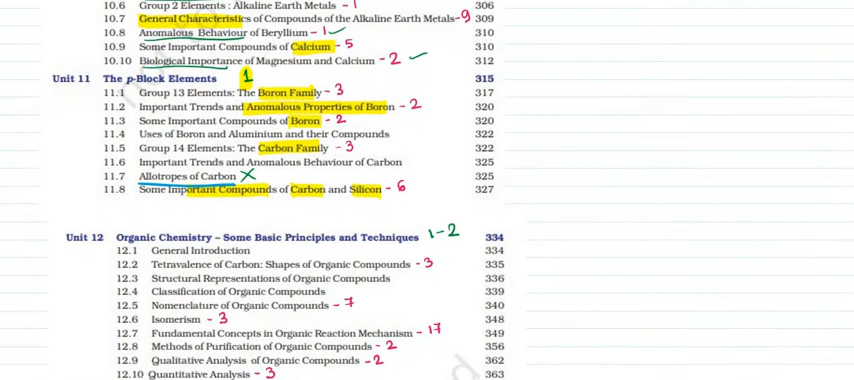 10.6 Group 2 Elements : Alkaline Earth Metals - 1 306
10.7 General Characteristics of Compounds of the Alkaline Earth Metals - 9 309
10.8 Anomalous Behaviour of Beryllium - 1 ✓ 310
10.9 Some Important Compounds of Calcium - 5 310
10.10 Biological Importance of Magnesium and Calcium - 2 ✓ 312
Unit 11 The p-Block Elements 1 315
11.1 Group 13 Elements: The Boron Family - 3 317
11.2 Important Trends and Anomalous Properties of Boron - 2 320
11.3 Some Important Compounds of Boron - 2 320
11.4 Uses of Boron and Aluminium and their Compounds 322
11.5 Group 14 Elements: The Carbon Family - 3 322
11.6 Important Trends and Anomalous Behaviour of Carbon 325
11.7 Allotropes of Carbon X 325
11.8 Some Important Compounds of Carbon and Silicon - 6 327
Unit 12 Organic Chemistry – Some Basic Principles and Techniques 1-2 334
12.1 General Introduction 334
12.2 Tetravalence of Carbon: Shapes of Organic Compounds - 3 335
12.3 Structural Representations of Organic Compounds 336
12.4 Classification of Organic Compounds 339
12.5 Nomenclature of Organic Compounds - 7 340
12.6 Isomerism - 3 348
12.7 Fundamental Concepts in Organic Reaction Mechanism - 17 349
12.8 Methods of Purification of Organic Compounds - 2 356
12.9 Qualitative Analysis of Organic Compounds - 2 362
12.10 Quantitative Analysis - 3 363